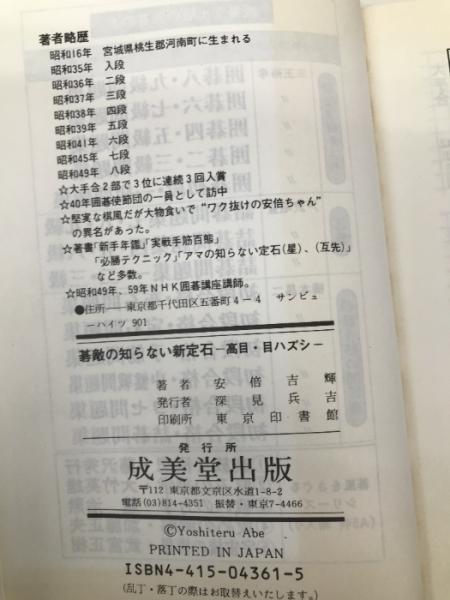 著者略歴
昭和16年 宮城県桃生郡河南町に生まれる
昭和35年 入段
昭和36年 二段
昭和37年 三段
昭和38年 四段
昭和39年 五段
昭和41年 六段
昭和45年 七段
昭和49年 八段
☆大手合2部で3位に連続3回入賞
☆40年囲碁使節団の一員として訪中
☆堅実な棋風だが大物食いで"ワク抜けの安倍ちゃん"
の異名があった。
☆著書「新手年鑑」「実戦手筋百態」
「必勝テクニック」「アマの知らない定石(星)、(互先)」
など多数。
☆昭和49年、59年NHK囲碁講座講師。
●住所――東京都千代田区五番町4-4 サンビュ
ーハイツ 901
碁敵の知らない新定石―高目・目ハズシ―
著者 安倍吉輝
発行者 深見兵吉
印刷所 東京印書館
発行所
成美堂出版
〒112 東京都文京区水道1-8-2
電話(03)814-4351 振替・東京7-4466
©Yoshiteru Abe
PRINTED IN JAPAN
ISBN4-415-04361-5
(乱丁・落丁の際はお取替えいたします。)